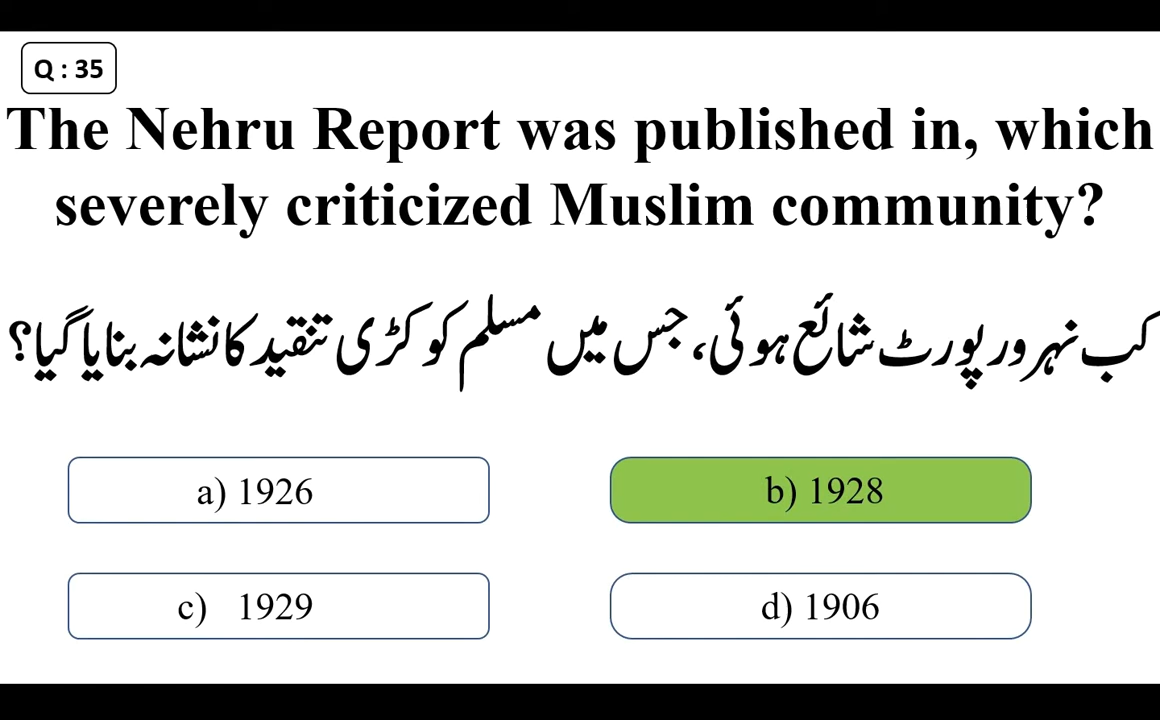 Q : 35
The Nehru Report was published in, which
severely criticized Muslim community?
کب نہرو رپورٹ شائع ہوئی، جس میں مسلم کو کڑی تنقید کا نشانہ بنایا گیا؟
a) 1926
b) 1928
c) 1929
d) 1906